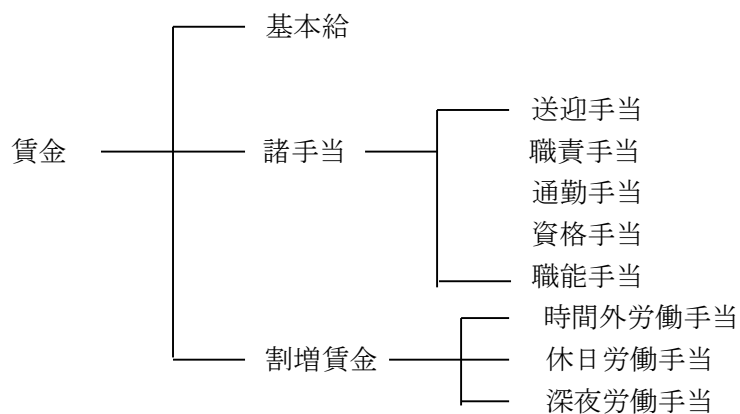 基本給
送迎手当
賃金 諸手当 職責手当
通勤手当
資格手当
職能手当
時間外労働手当
割増賃金 休日労働手当
深夜労働手当